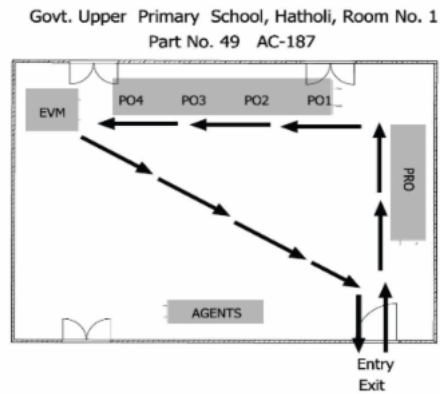 Govt. Upper Primary School, Hatholi, Room No. 1
Part No. 49 AC-187
EVM
PO4 PO3 PO2 PO1
PRO
AGENTS
Entry
Exit